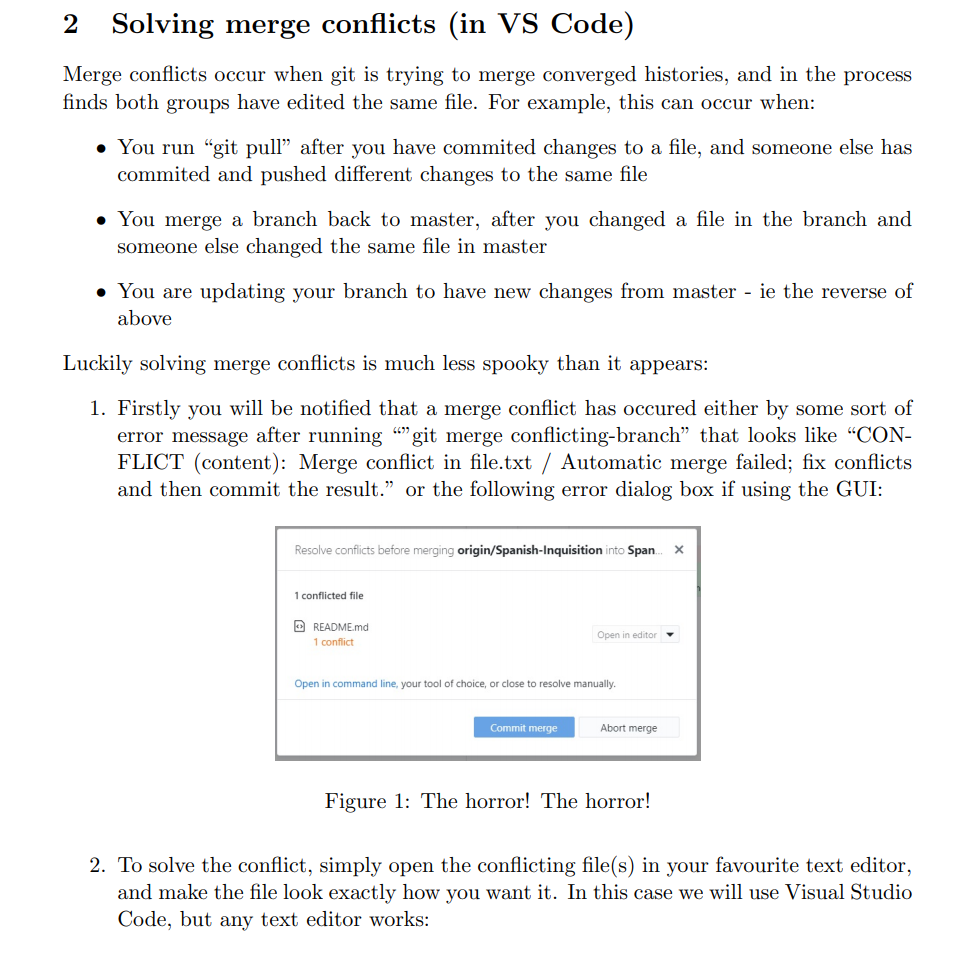 2 Solving merge conflicts (in VS Code)
Merge conflicts occur when git is trying to merge converged histories, and in the process
finds both groups have edited the same file. For example, this can occur when:
• You run “git pull” after you have commited changes to a file, and someone else has
commited and pushed different changes to the same file
• You merge a branch back to master, after you changed a file in the branch and
someone else changed the same file in master
• You are updating your branch to have new changes from master - ie the reverse of
above
Luckily solving merge conflicts is much less spooky than it appears:
1. Firstly you will be notified that a merge conflict has occured either by some sort of
error message after running “”git merge conflicting-branch” that looks like “CON-
FLICT (content): Merge conflict in file.txt / Automatic merge failed; fix conflicts
and then commit the result.” or the following error dialog box if using the GUI:
Resolve conflicts before merging origin/Spanish-Inquisition into Span...
1 conflicted file
README.md
1 conflict
Open in editor
Open in command line, your tool of choice, or close to resolve manually.
Commit merge Abort merge
Figure 1: The horror! The horror!
2. To solve the conflict, simply open the conflicting file(s) in your favourite text editor,
and make the file look exactly how you want it. In this case we will use Visual Studio
Code, but any text editor works: